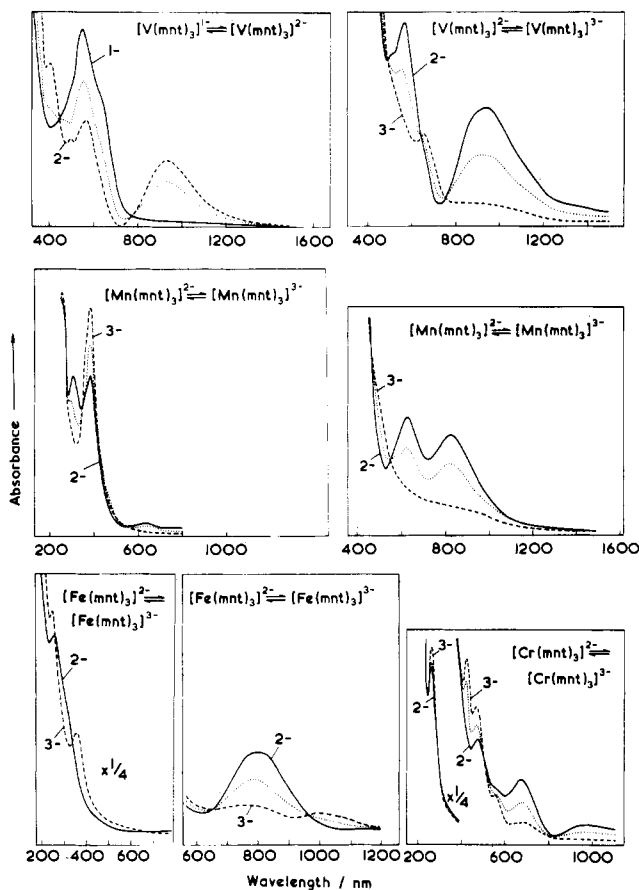 [V(mnt)₃]¹⁻ ⇌ [V(mnt)₃]²⁻
1-
2-
400 800 1200 1600
[V(mnt)₃]²⁻ ⇌ [V(mnt)₃]³⁻
2-
3-
400 800 1200
[Mn(mnt)₃]²⁻ ⇌ [Mn(mnt)₃]³⁻
3-
2-
200 600 1000
[Mn(mnt)₃]²⁻ ⇌ [Mn(mnt)₃]³⁻
3-
2-
400 800 1200 1600
[Fe(mnt)₃]²⁻ ⇌
[Fe(mnt)₃]³⁻
2-
3-
x1/4
200 400 600
[Fe(mnt)₃]²⁻ ⇌ [Fe(mnt)₃]³⁻
2-
3-
600 800 1000 1200
[Cr(mnt)₃]²⁻ ⇌
[Cr(mnt)₃]³⁻
3-
2-
3-
2-
x1/4
200 600 1000
Absorbance →
Wavelength / nm